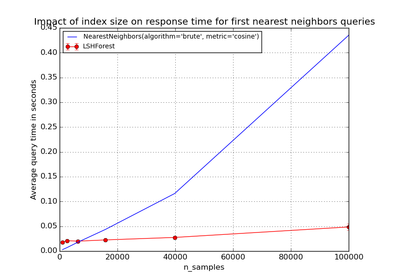 Impact of index size on response time for first nearest neighbors queries
NearestNeighbors(algorithm='brute', metric='cosine')
LSHForest
Average query time in seconds
0.45
0.40
0.35
0.30
0.25
0.20
0.15
0.10
0.05
0.00
0 20000 40000 60000 80000 100000
n_samples